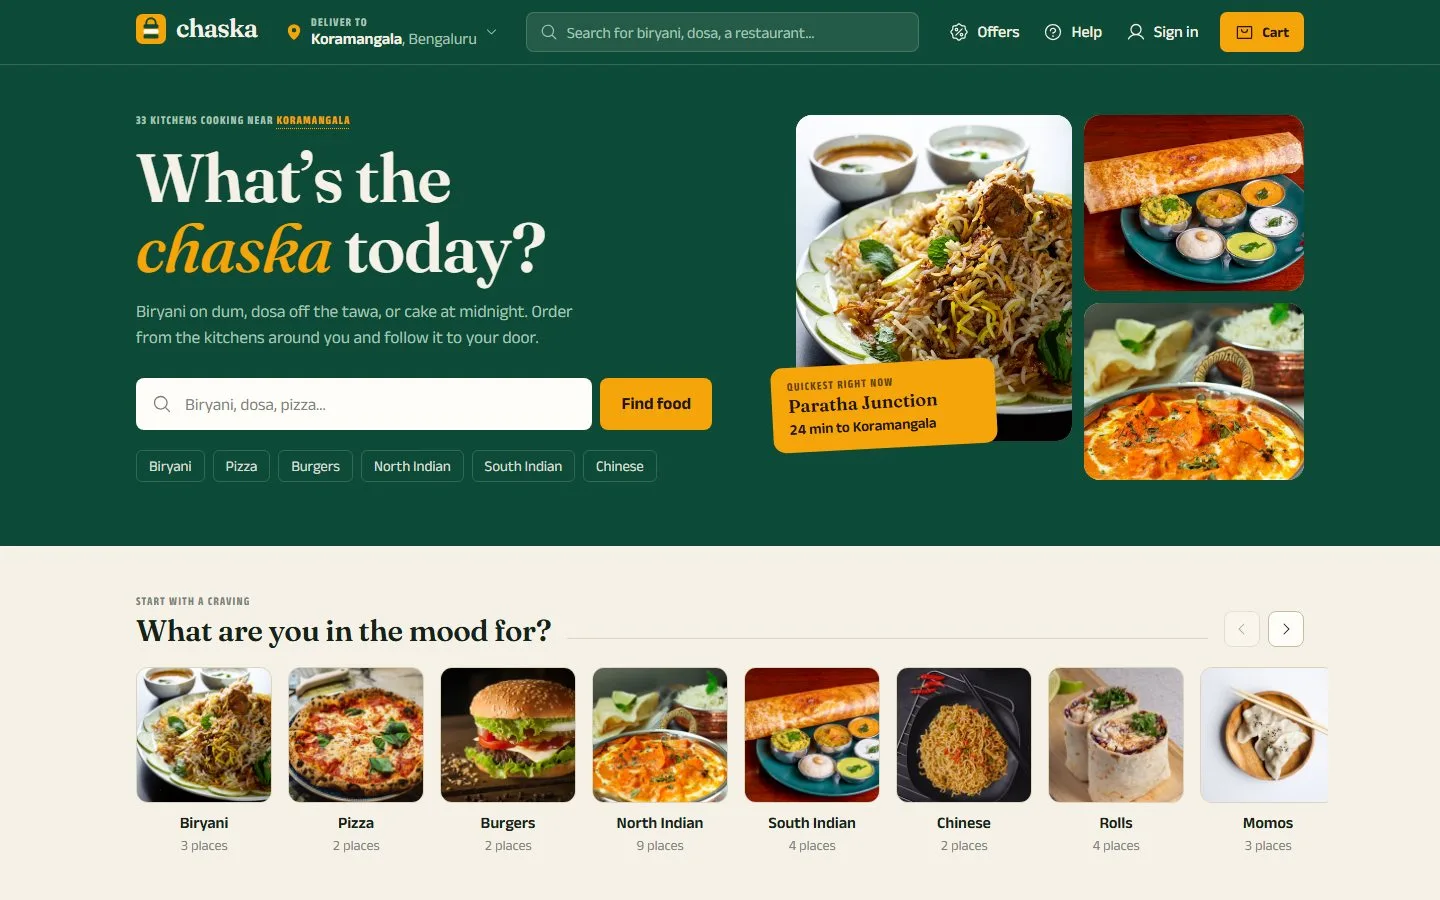 chaska
DELIVER TO
Koramangala, Bengaluru
Search for biryani, dosa, a restaurant...
Offers
Help
Sign in
Cart
33 KITCHENS COOKING NEAR KORAMANGALA
What's the
chaska today?
Biryani on dum, dosa off the tawa, or cake at midnight. Order
from the kitchens around you and follow it to your door.
Biryani, dosa, pizza...
Find food
Biryani
Pizza
Burgers
North Indian
South Indian
Chinese
QUICKEST RIGHT NOW
Paratha Junction
24 min to Koramangala
START WITH A CRAVING
What are you in the mood for?
Biryani
3 places
Pizza
2 places
Burgers
2 places
North Indian
9 places
South Indian
4 places
Chinese
2 places
Rolls
4 places
Momos
3 places